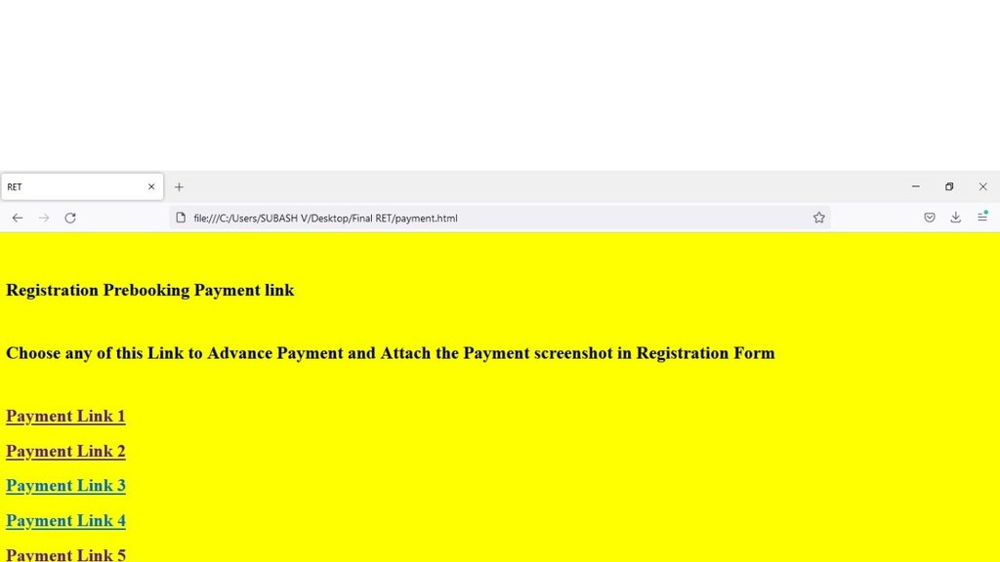 RET
file:///C:/Users/SUBASH V/Desktop/Final RET/payment.html
Registration Prebooking Payment link
Choose any of this Link to Advance Payment and Attach the Payment screenshot in Registration Form
Payment Link 1
Payment Link 2
Payment Link 3
Payment Link 4
Payment Link 5